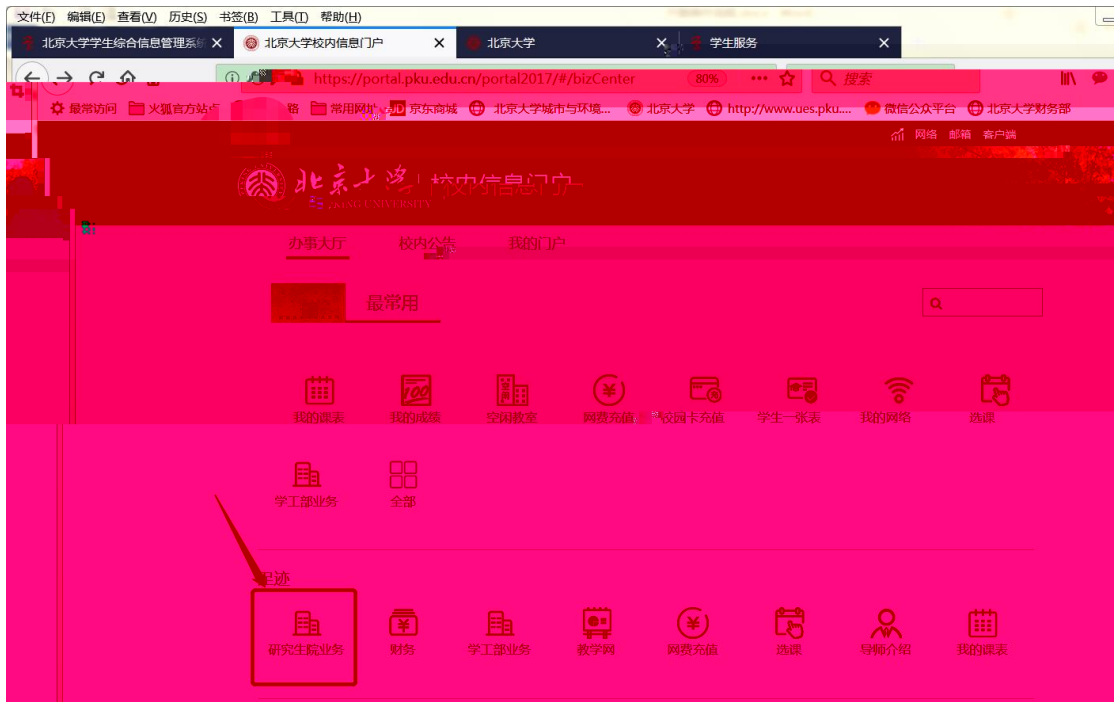 文件(F) 编辑(E) 查看(V) 历史(S) 书签(B) 工具(T) 帮助(H)
北京大学学生综合信息管理系统 北京大学校内信息门户 北京大学 学生服务
https://portal.pku.edu.cn/portal2017/#/bizCenter 80% 搜索
最常访问 火狐官方站点 常用网址 京东商城 北京大学城市与环境... 北京大学 http://www.ues.pku.... 微信公众平台 北京大学财务部
网络 邮箱 客户端
北京大学 校内信息门户
办事大厅 校内公告 我的门户
最常用
我的课表 我的成绩 空闲教室 网费充值 校园卡充值 学生一张表 我的网络 选课
学工部业务 全部
足迹
研究生院业务 财务 学工部业务 教学网 网费充值 选课 导师介绍 我的课表